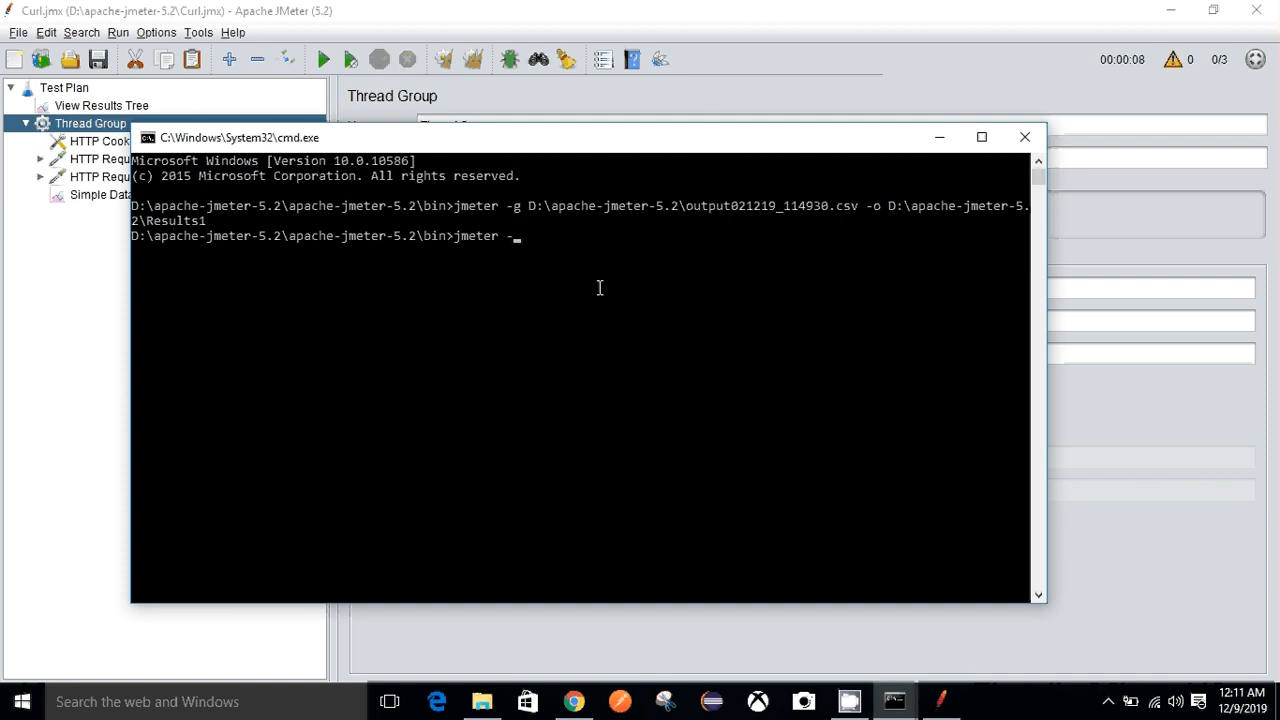 Curl.jmx (D:\apache-jmeter-5.2\Curl.jmx) - Apache JMeter (5.2)
File Edit Search Run Options Tools Help
00:00:08 0 0/3
Test Plan
View Results Tree
Thread Group
HTTP Cook
HTTP Requ
HTTP Requ
Simple Data
Thread Group
C:\Windows\System32\cmd.exe
Microsoft Windows [Version 10.0.10586]
(c) 2015 Microsoft Corporation. All rights reserved.
D:\apache-jmeter-5.2\apache-jmeter-5.2\bin>jmeter -g D:\apache-jmeter-5.2\output021219_114930.csv -o D:\apache-jmeter-5.
2\Results1
D:\apache-jmeter-5.2\apache-jmeter-5.2\bin>jmeter -_
Search the web and Windows
12:11 AM
12/9/2019